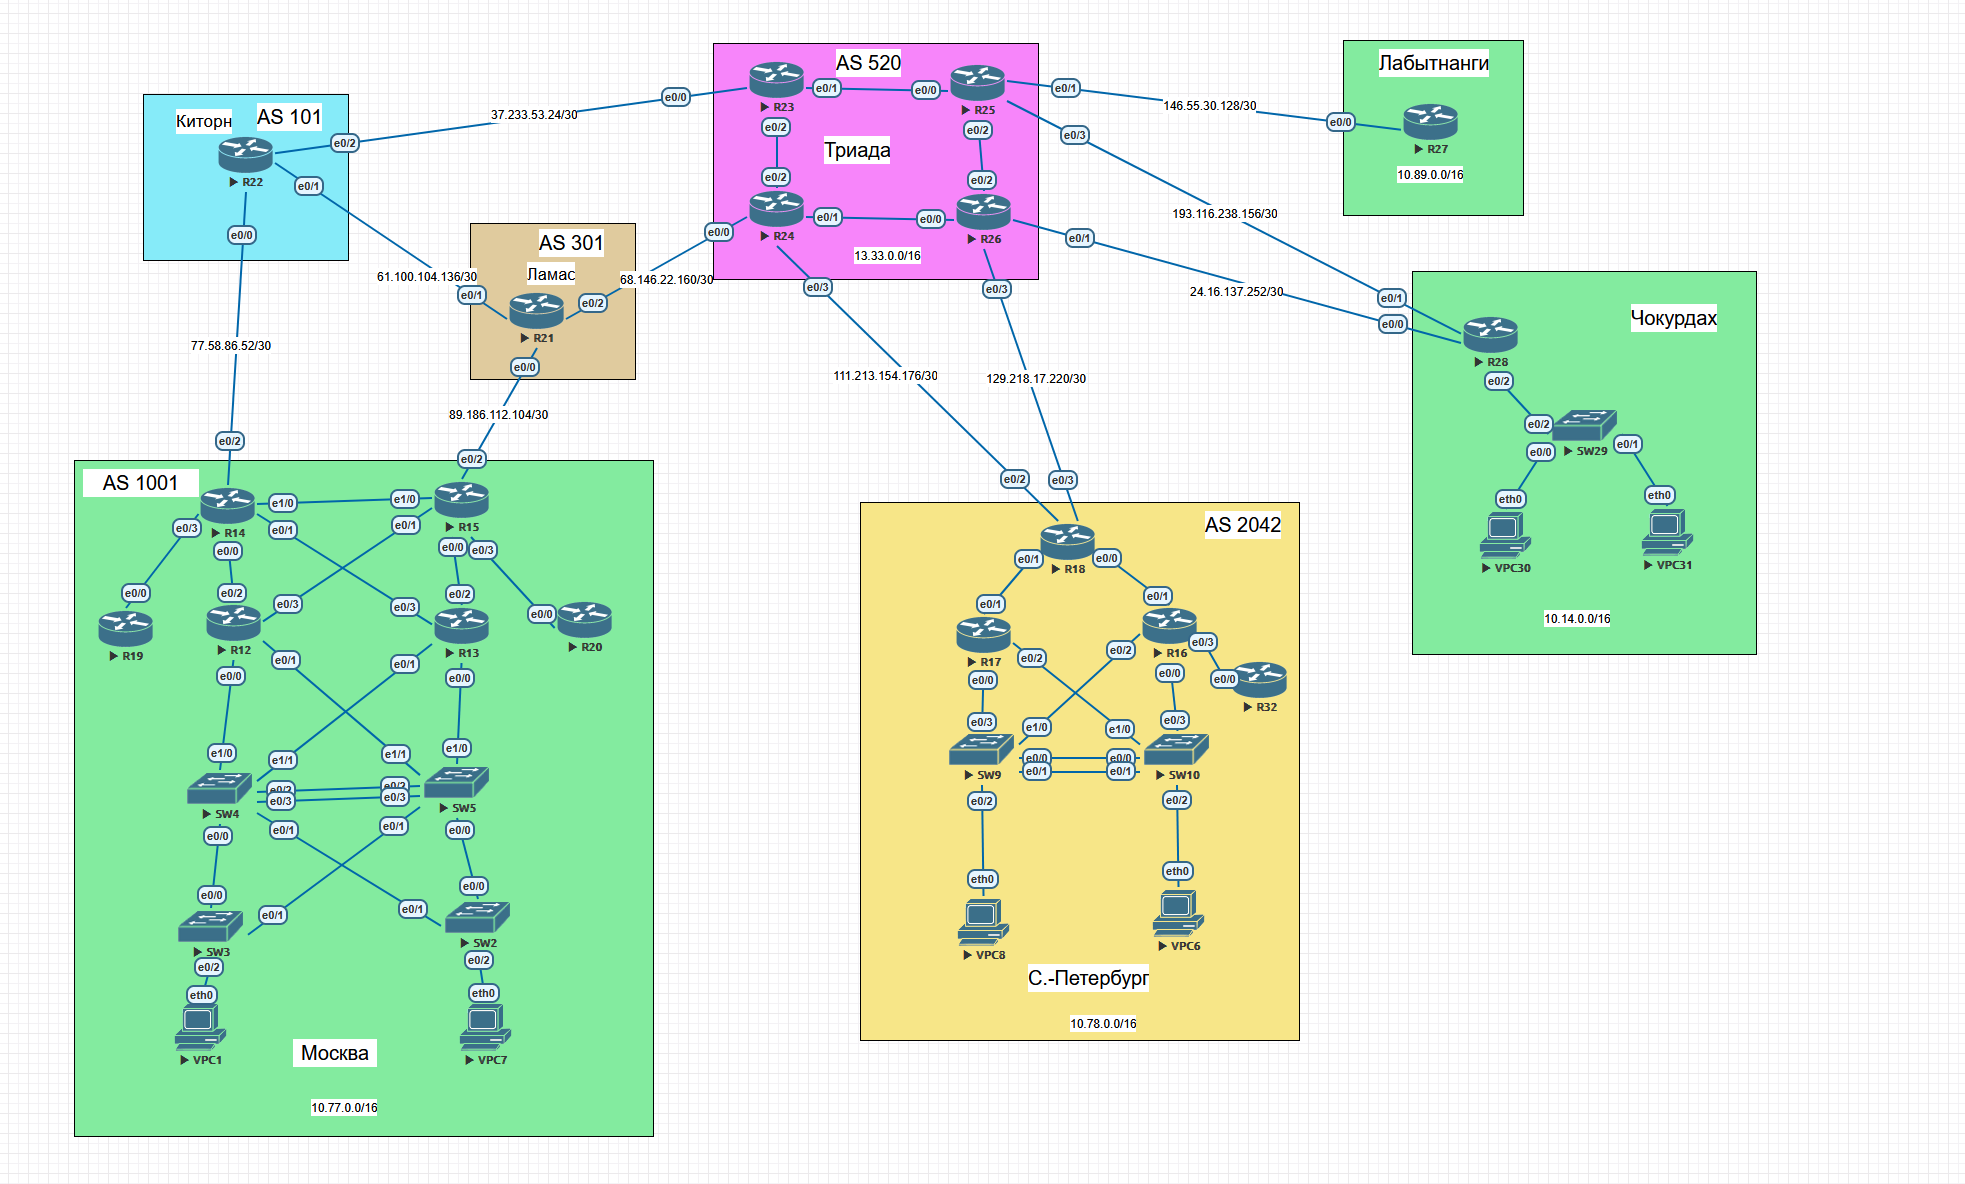 AS 520
Лабытнанги
R23
e0/1
e0/0
R25
e0/1
146.55.30.128/30
e0/0
R27
10.89.0.0/16
e0/0
37.233.53.24/30
e0/2
e0/2
e0/3
Киторн
AS 101
e0/2
R22
e0/1
e0/0
Триада
e0/2
e0/2
R24
e0/1
e0/0
R26
e0/0
e0/1
13.33.0.0/16
193.116.238.156/30
24.16.137.252/30
AS 301
Ламас
61.100.104.136/30
e0/1
e0/2
68.146.22.160/30
R21
e0/0
e0/3
e0/3
e0/1
e0/0
Чокурдах
R28
e0/2
e0/2
SW29
e0/0
e0/1
eth0
eth0
VPC30
VPC31
10.14.0.0/16
77.58.86.52/30
89.186.112.104/30
111.213.154.176/30
129.218.17.220/30
e0/2
e0/2
e0/2
e0/3
AS 1001
R14
e1/0
e1/0
R15
e0/3
e0/1
e0/1
e0/0
e0/0
e0/3
e0/0
e0/2
e0/3
e0/3
e0/2
e0/0
R19
R12
R13
R20
e0/1
e0/1
e0/0
e0/0
e1/0
e1/1
e1/1
e1/0
SW4
e0/2
e0/2
e0/3
e0/3
SW5
e0/0
e0/1
e0/1
e0/0
e0/0
e0/1
e0/1
e0/0
SW3
SW2
e0/2
e0/2
eth0
eth0
VPC1
VPC7
Москва
10.77.0.0/16
AS 2042
R18
e0/1
e0/0
e0/1
e0/1
R17
R16
e0/3
e0/2
e0/2
e0/0
e0/0
e0/0
R32
e0/3
e1/0
e1/0
e0/3
SW9
e0/0
e0/0
e0/1
e0/1
SW10
e0/2
e0/2
eth0
eth0
VPC8
VPC6
С.-Петербург
10.78.0.0/16